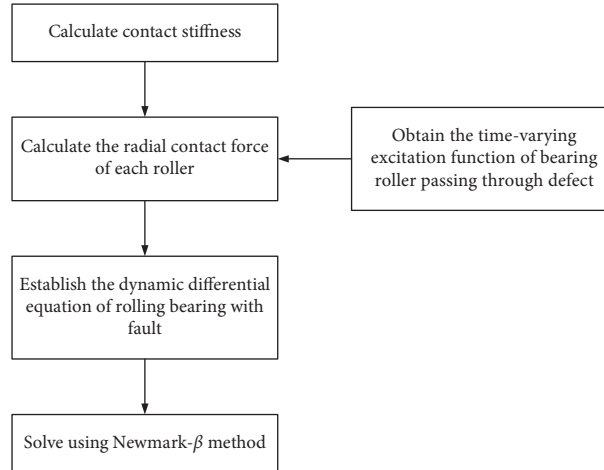 Calculate contact stiffness
Calculate the radial contact force
of each roller
Obtain the time-varying
excitation function of bearing
roller passing through defect
Establish the dynamic differential
equation of rolling bearing with
fault
Solve using Newmark-β method